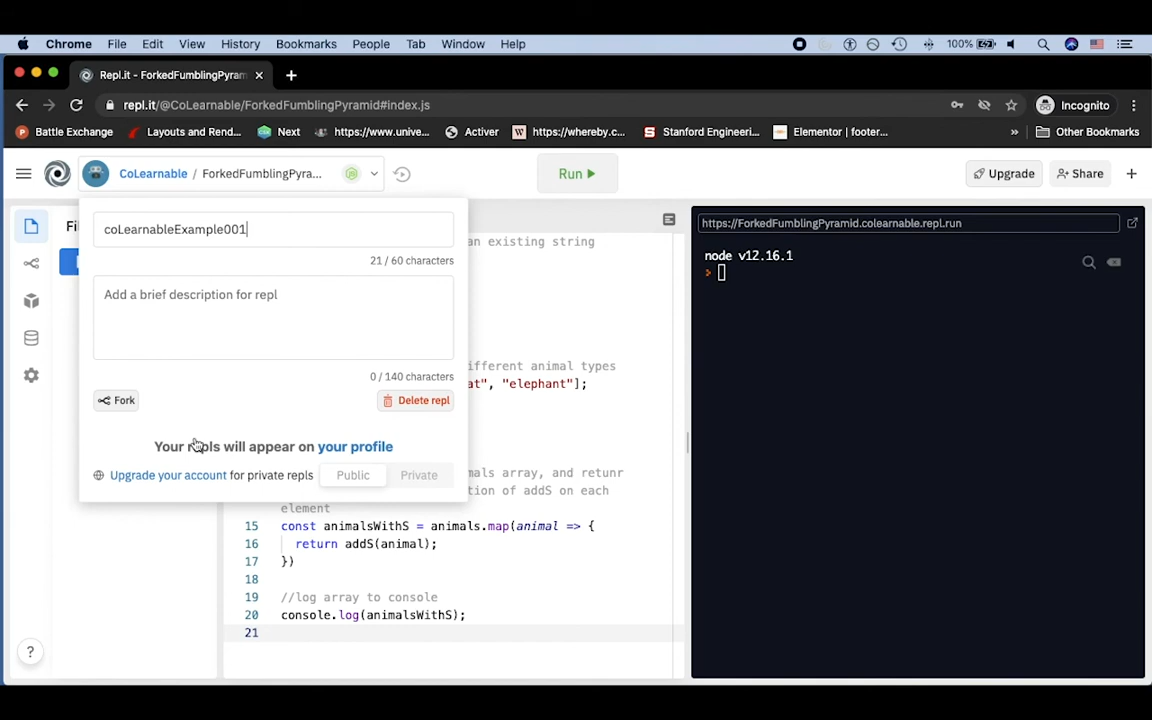 Chrome File Edit View History Bookmarks People Tab Window Help 100%
Repl.it - ForkedFumblingPyram
repl.it/@CoLearnable/ForkedFumblingPyramid#index.js Incognito
Battle Exchange Layouts and Rend... Next https://www.unive... Activer https://whereby.c... Stanford Engineeri... Elementor | footer... » Other Bookmarks
CoLearnable / ForkedFumblingPyra... Run Upgrade Share +
Fi
coLearnableExample001
21 / 60 characters
Add a brief description for repl
0 / 140 characters
Fork Delete repl
Your repls will appear on your profile
Upgrade your account for private repls Public Private
an existing string
ifferent animal types
at", "elephant"];
mals array, and retunr
tion of addS on each
element
15 const animalsWithS = animals.map(animal => {
16 return addS(animal);
17 })
18
19 //log array to console
20 console.log(animalsWithS);
21
https://ForkedFumblingPyramid.colearnable.repl.run
node v12.16.1
>
?